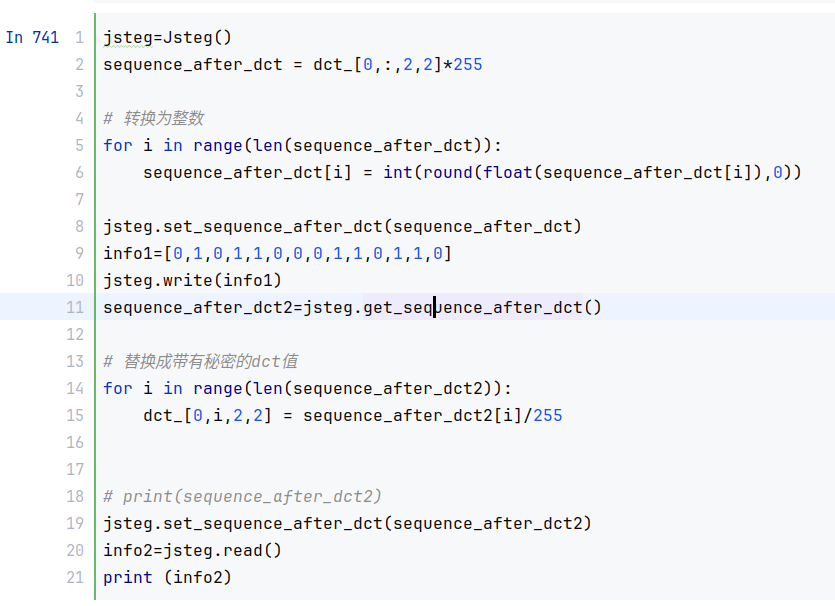 In 741 1 jsteg=Jsteg()
2 sequence_after_dct = dct_[0,:,2,2]*255
3
4 # 转换为整数
5 for i in range(len(sequence_after_dct)):
6     sequence_after_dct[i] = int(round(float(sequence_after_dct[i]),0))
7
8 jsteg.set_sequence_after_dct(sequence_after_dct)
9 info1=[0,1,0,1,1,0,0,0,1,1,0,1,1,0]
10 jsteg.write(info1)
11 sequence_after_dct2=jsteg.get_sequence_after_dct()
12
13 # 替换成带有秘密的dct值
14 for i in range(len(sequence_after_dct2)):
15     dct_[0,i,2,2] = sequence_after_dct2[i]/255
16
17
18 # print(sequence_after_dct2)
19 jsteg.set_sequence_after_dct(sequence_after_dct2)
20 info2=jsteg.read()
21 print (info2)